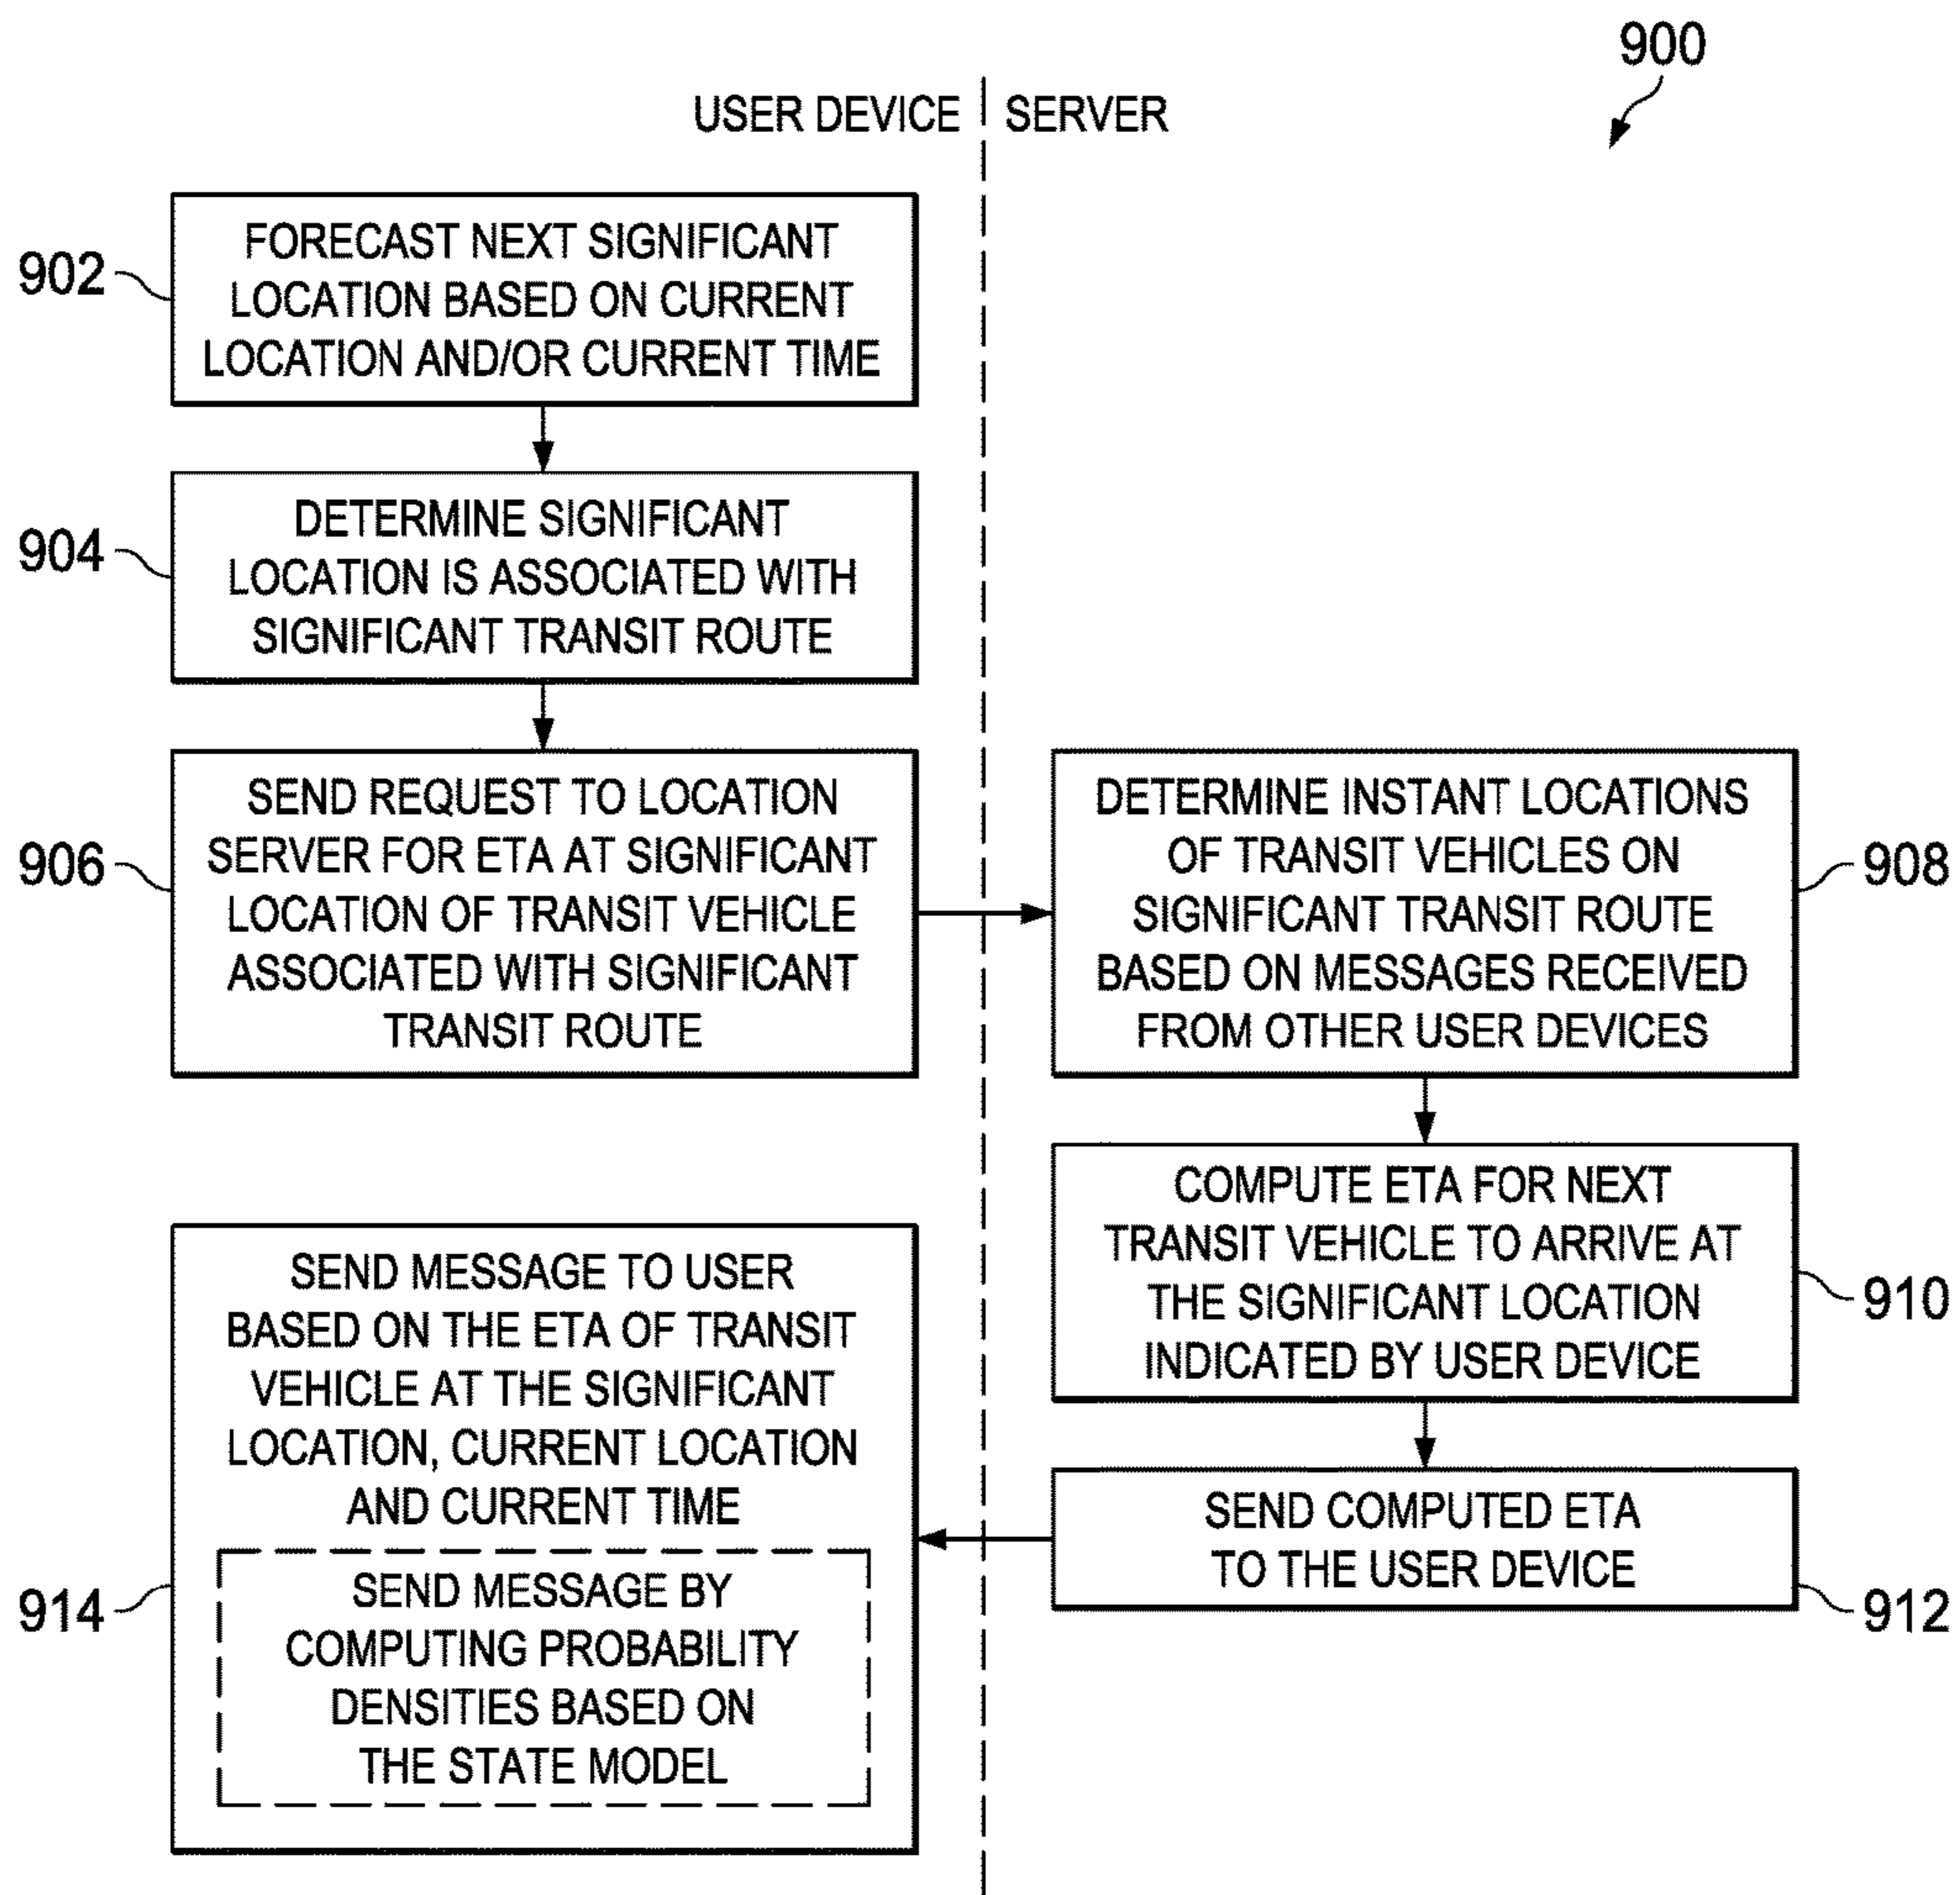 900
USER DEVICE
SERVER
902
FORECAST NEXT SIGNIFICANT
LOCATION BASED ON CURRENT
LOCATION AND/OR CURRENT TIME
904
DETERMINE SIGNIFICANT
LOCATION IS ASSOCIATED WITH
SIGNIFICANT TRANSIT ROUTE
906
SEND REQUEST TO LOCATION
SERVER FOR ETA AT SIGNIFICANT
LOCATION OF TRANSIT VEHICLE
ASSOCIATED WITH SIGNIFICANT
TRANSIT ROUTE
DETERMINE INSTANT LOCATIONS
OF TRANSIT VEHICLES ON
SIGNIFICANT TRANSIT ROUTE
BASED ON MESSAGES RECEIVED
FROM OTHER USER DEVICES
908
COMPUTE ETA FOR NEXT
TRANSIT VEHICLE TO ARRIVE AT
THE SIGNIFICANT LOCATION
INDICATED BY USER DEVICE
910
SEND COMPUTED ETA
TO THE USER DEVICE
912
914
SEND MESSAGE TO USER
BASED ON THE ETA OF TRANSIT
VEHICLE AT THE SIGNIFICANT
LOCATION, CURRENT LOCATION
AND CURRENT TIME
SEND MESSAGE BY
COMPUTING PROBABILITY
DENSITIES BASED ON
THE STATE MODEL